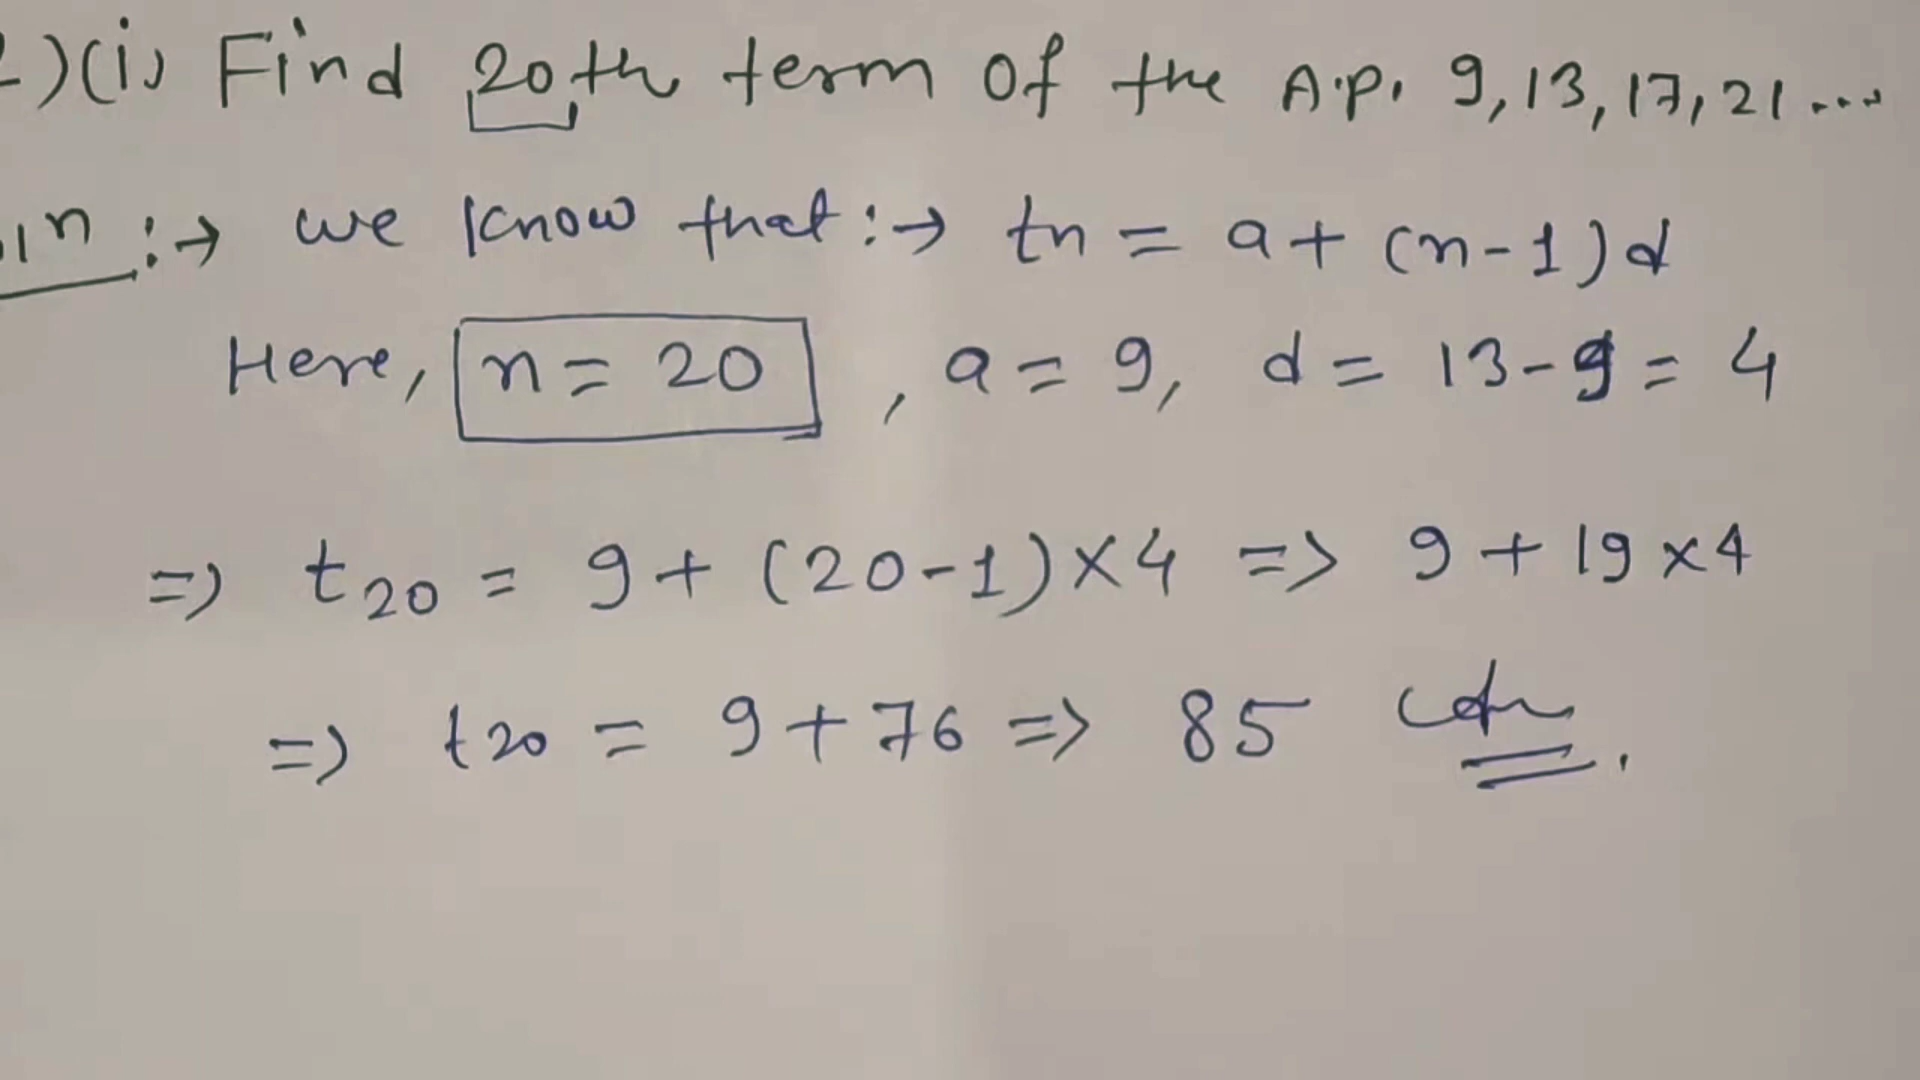 )(i) Find 20th term of the A.P. 9, 13, 17, 21 ....
ln :→ we know that :→ tn = a + (n-1)d
Here, n = 20 , a = 9, d = 13-9 = 4
=> t20 = 9 + (20-1)×4 => 9 + 19×4
=> t20 = 9 + 76 => 85